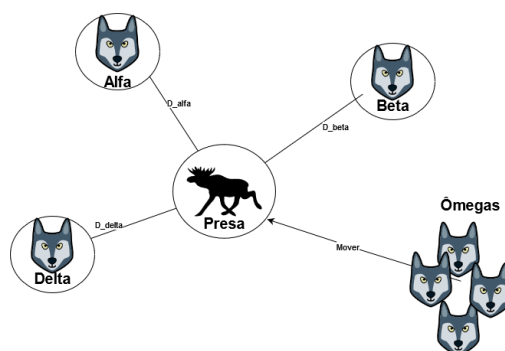 Alfa
D_alfa
Beta
D_beta
Presa
D_delta
Delta
Ômegas
Mover